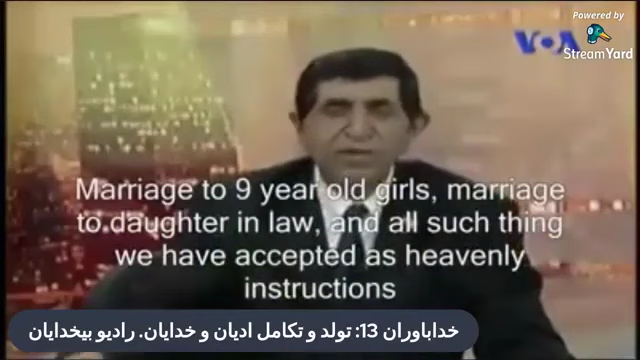 Powered by
StreamYard
VOA
Marriage to 9 year old girls, marriage
to daughter in law, and all such thing
we have accepted as heavenly
instructions
خداباوران 13: تولد و تکامل ادیان و خدایان. رادیو بیخدایان